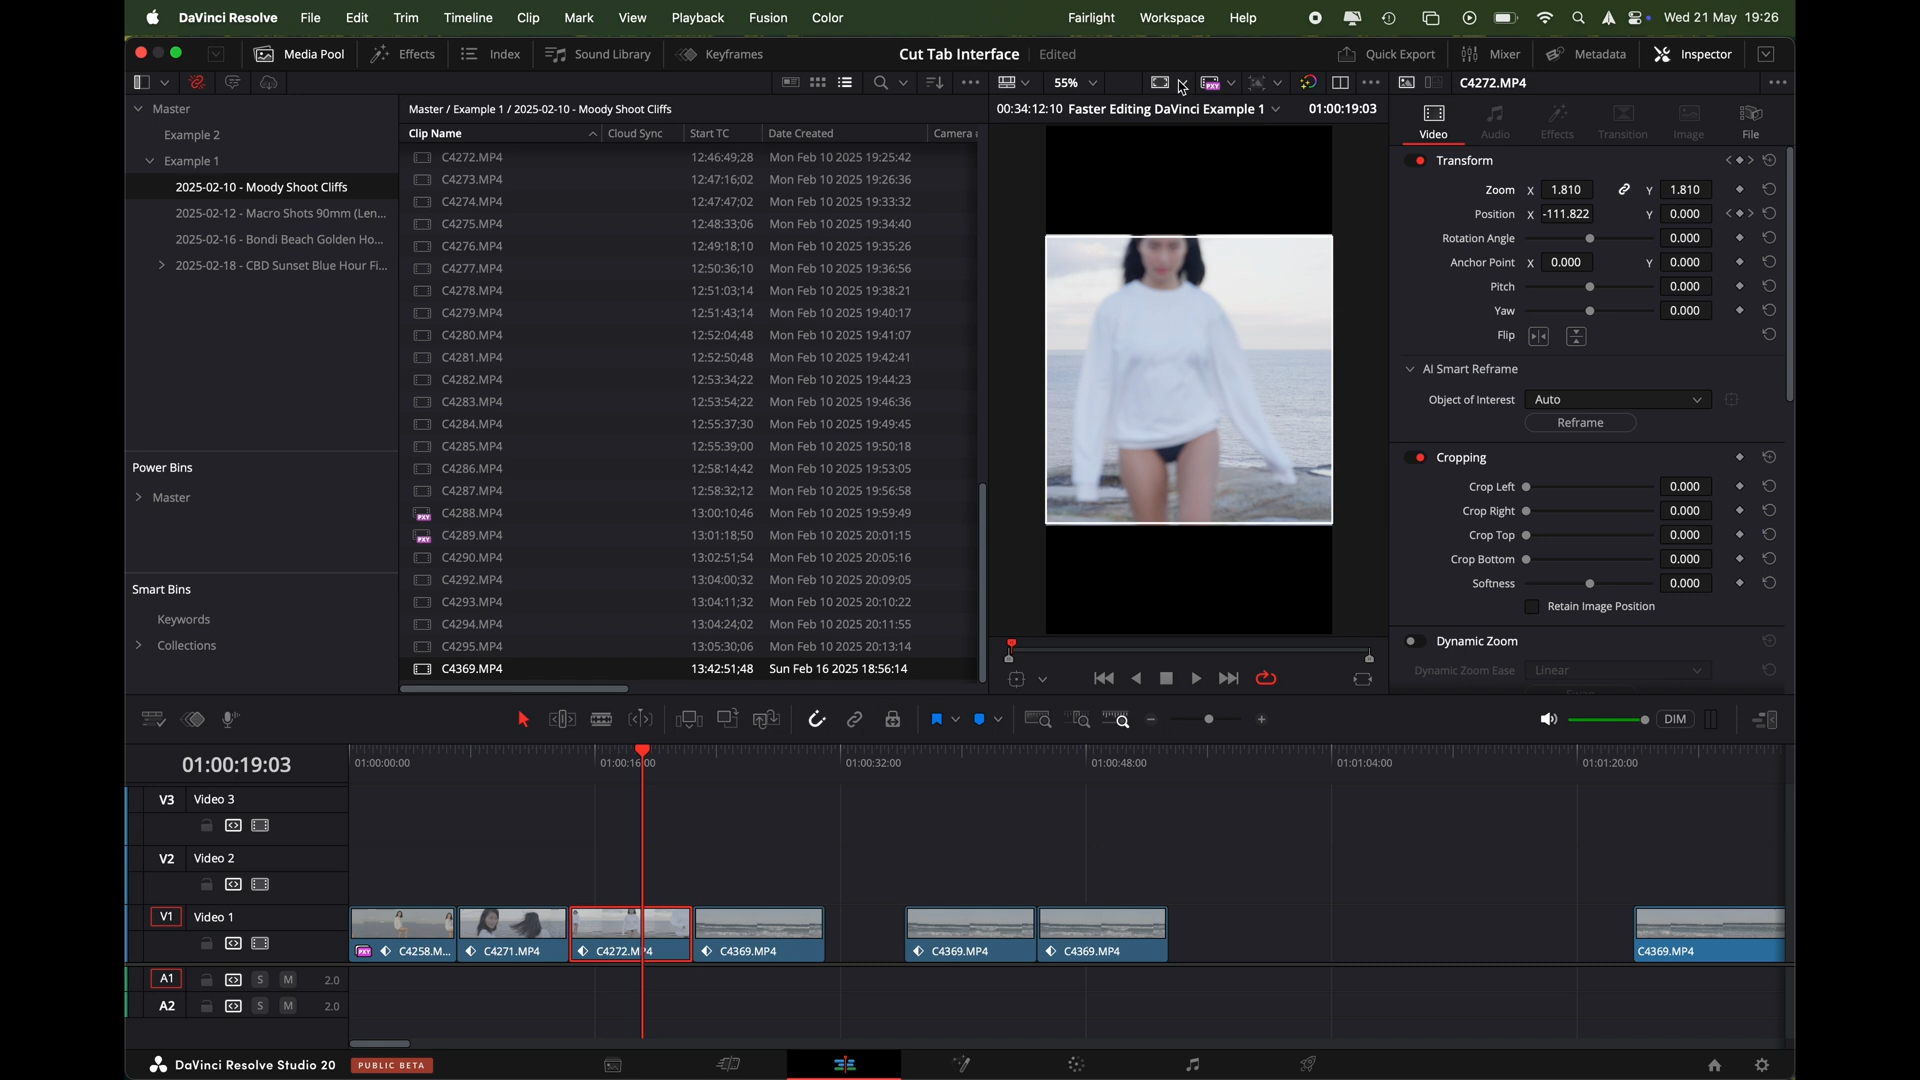 DaVinci Resolve File Edit Trim Timeline Clip Mark View Playback Fusion Color Fairlight Workspace Help Wed 21 May 19:26
Media Pool Effects Index Sound Library Keyframes Cut Tab Interface Edited Quick Export Mixer Metadata Inspector
55% PXY C4272.MP4
Master Master / Example 1 / 2025-02-10 - Moody Shoot Cliffs 00:34:12:10 Faster Editing DaVinci Example 1 01:00:19:03
Clip Name Cloud Sync Start TC Date Created Camera
Example 2
Example 1
2025-02-10 - Moody Shoot Cliffs
2025-02-12 - Macro Shots 90mm (Len...
2025-02-16 - Bondi Beach Golden Ho...
2025-02-18 - CBD Sunset Blue Hour Fi...
Power Bins
Master
Smart Bins
Keywords
Collections
C4272.MP4 12:46:49;28 Mon Feb 10 2025 19:25:42
C4273.MP4 12:47:16;02 Mon Feb 10 2025 19:26:36
C4274.MP4 12:47:47;02 Mon Feb 10 2025 19:33:32
C4275.MP4 12:48:33;06 Mon Feb 10 2025 19:34:40
C4276.MP4 12:49:18;10 Mon Feb 10 2025 19:35:26
C4277.MP4 12:50:36;10 Mon Feb 10 2025 19:36:56
C4278.MP4 12:51:03;14 Mon Feb 10 2025 19:38:21
C4279.MP4 12:51:43;14 Mon Feb 10 2025 19:40:17
C4280.MP4 12:52:04;48 Mon Feb 10 2025 19:41:07
C4281.MP4 12:52:50;48 Mon Feb 10 2025 19:42:41
C4282.MP4 12:53:34;22 Mon Feb 10 2025 19:44:23
C4283.MP4 12:53:54;22 Mon Feb 10 2025 19:46:36
C4284.MP4 12:55:37;30 Mon Feb 10 2025 19:49:45
C4285.MP4 12:55:39;00 Mon Feb 10 2025 19:50:18
C4286.MP4 12:58:14;42 Mon Feb 10 2025 19:53:05
C4287.MP4 12:58:32;12 Mon Feb 10 2025 19:56:58
PXY C4288.MP4 13:00:10;46 Mon Feb 10 2025 19:59:49
PXY C4289.MP4 13:01:18;50 Mon Feb 10 2025 20:01:15
C4290.MP4 13:02:51;54 Mon Feb 10 2025 20:05:16
C4292.MP4 13:04:00;32 Mon Feb 10 2025 20:09:05
C4293.MP4 13:04:11;32 Mon Feb 10 2025 20:10:22
C4294.MP4 13:04:24;02 Mon Feb 10 2025 20:11:55
C4295.MP4 13:05:30;06 Mon Feb 10 2025 20:13:14
C4369.MP4 13:42:51;48 Sun Feb 16 2025 18:56:14
Video Audio Effects Transition Image File
Transform
Zoom X 1.810 Y 1.810
Position X -111.822 Y 0.000
Rotation Angle 0.000
Anchor Point X 0.000 Y 0.000
Pitch 0.000
Yaw 0.000
Flip
AI Smart Reframe
Object of Interest Auto
Reframe
Cropping
Crop Left 0.000
Crop Right 0.000
Crop Top 0.000
Crop Bottom 0.000
Softness 0.000
Retain Image Position
Dynamic Zoom
Dynamic Zoom Ease Linear
DIM
01:00:19:03 01:00:00:00 01:00:16:00 01:00:32:00 01:00:48:00 01:01:04:00 01:01:20:00
V3 Video 3
V2 Video 2
V1 Video 1
PXY C4258.M... C4271.MP4 C4272.MP4 C4369.MP4 C4369.MP4 C4369.MP4 C4369.MP4
A1 S M 2.0
A2 S M 2.0
DaVinci Resolve Studio 20 PUBLIC BETA